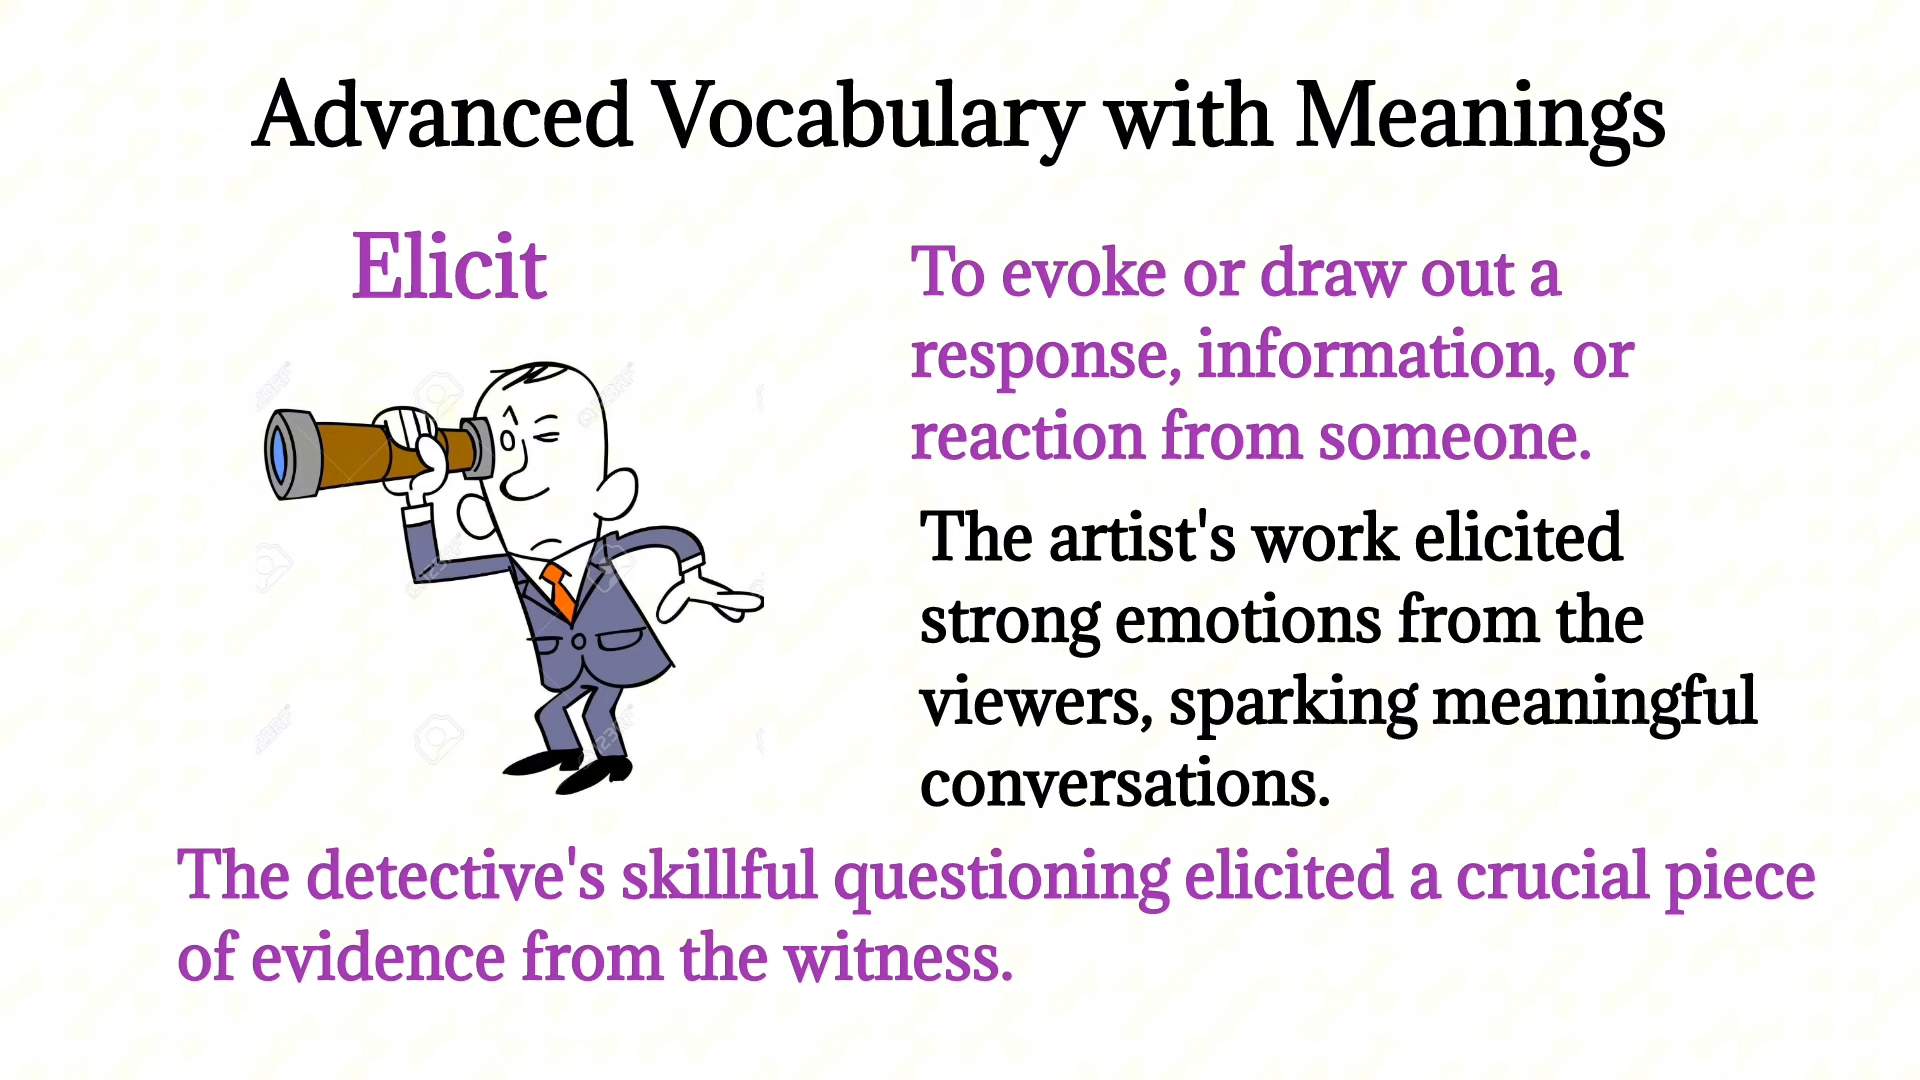 Advanced Vocabulary with Meanings
Elicit
To evoke or draw out a
response, information, or
reaction from someone.
The artist's work elicited
strong emotions from the
viewers, sparking meaningful
conversations.
The detective's skillful questioning elicited a crucial piece
of evidence from the witness.